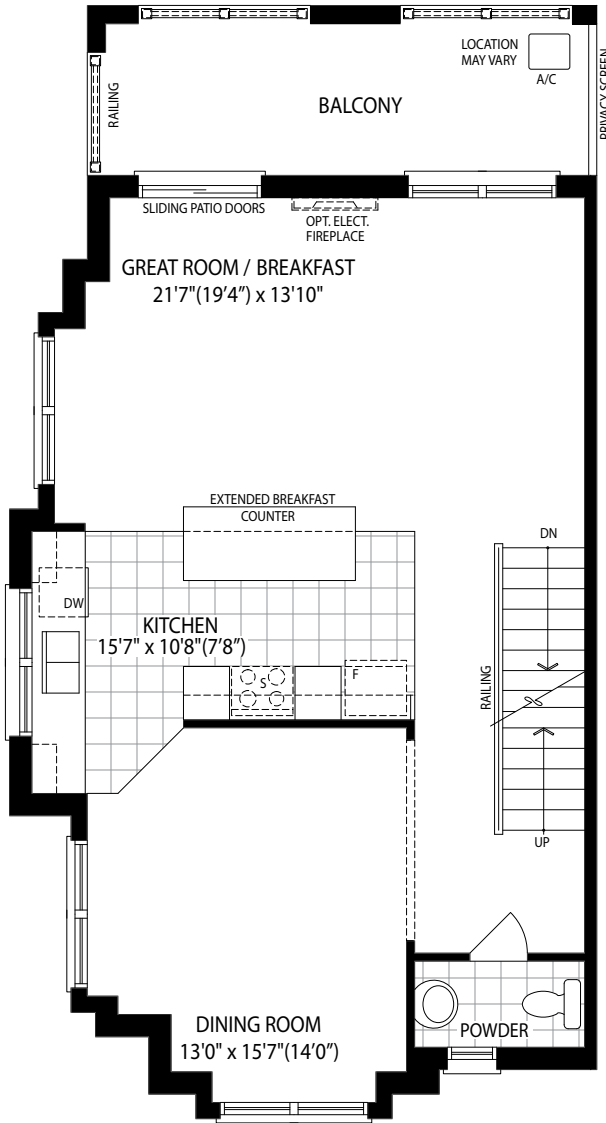 LOCATION
MAY VARY
A/C
RAILING
BALCONY
PRIVACY SCREEN
SLIDING PATIO DOORS
OPT. ELECT.
FIREPLACE
GREAT ROOM / BREAKFAST
21'7"(19'4") x 13'10"
EXTENDED BREAKFAST
COUNTER
DN
DW
KITCHEN
15'7" x 10'8"(7'8")
S
F
RAILING
UP
DINING ROOM
13'0" x 15'7"(14'0")
POWDER